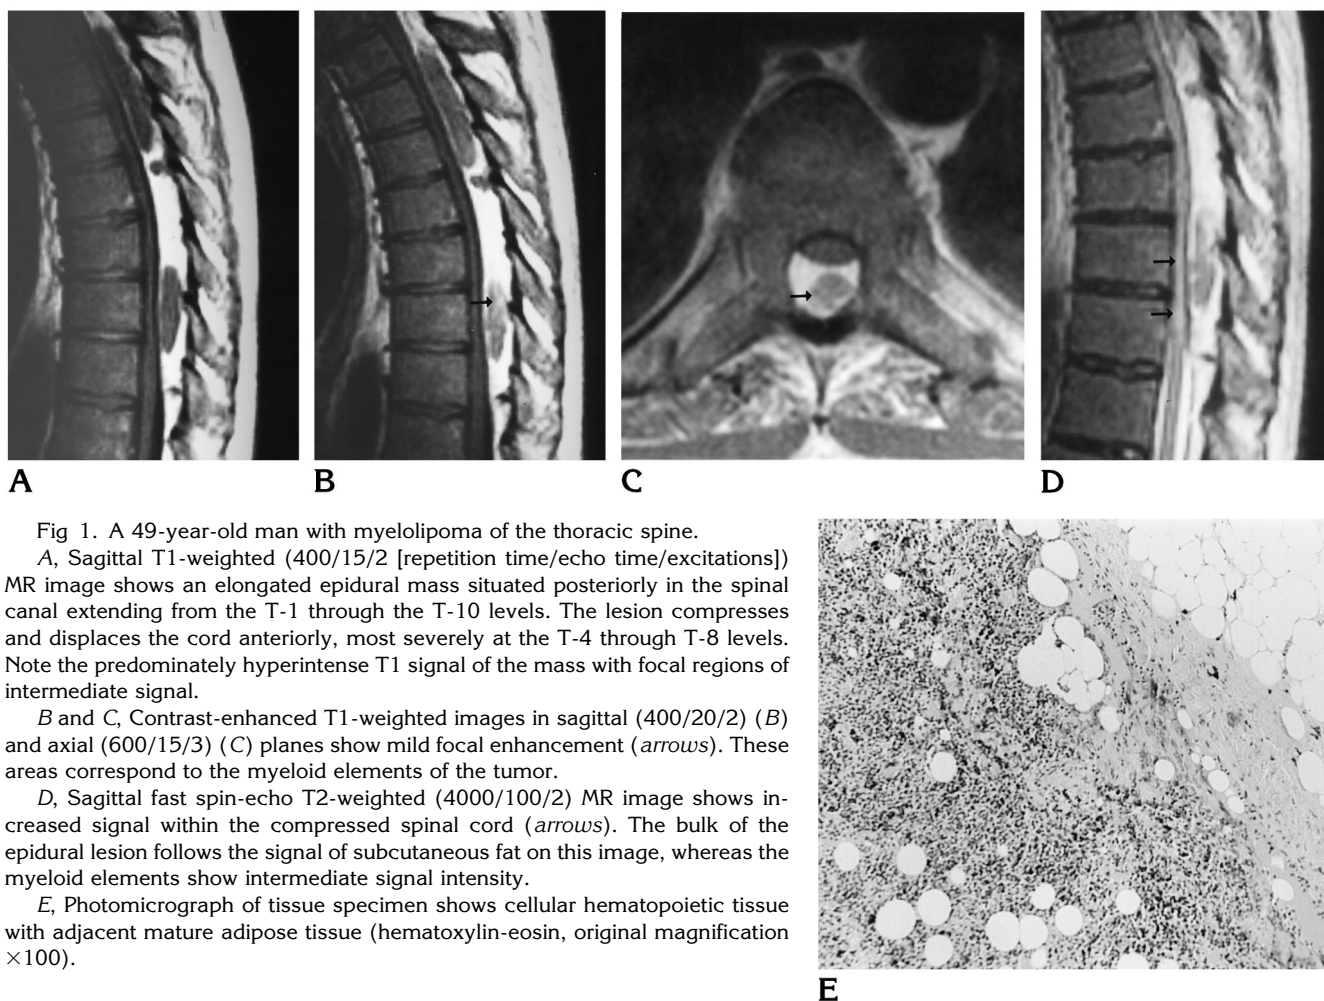 A
B
C
D
Fig 1. A 49-year-old man with myelolipoma of the thoracic spine.
A, Sagittal T1-weighted (400/15/2 [repetition time/echo time/excitations])
MR image shows an elongated epidural mass situated posteriorly in the spinal
canal extending from the T-1 through the T-10 levels. The lesion compresses
and displaces the cord anteriorly, most severely at the T-4 through T-8 levels.
Note the predominately hyperintense T1 signal of the mass with focal regions of
intermediate signal.
B and C, Contrast-enhanced T1-weighted images in sagittal (400/20/2) (B)
and axial (600/15/3) (C) planes show mild focal enhancement (arrows). These
areas correspond to the myeloid elements of the tumor.
D, Sagittal fast spin-echo T2-weighted (4000/100/2) MR image shows in-
creased signal within the compressed spinal cord (arrows). The bulk of the
epidural lesion follows the signal of subcutaneous fat on this image, whereas the
myeloid elements show intermediate signal intensity.
E, Photomicrograph of tissue specimen shows cellular hematopoietic tissue
with adjacent mature adipose tissue (hematoxylin-eosin, original magnification
×100).
E